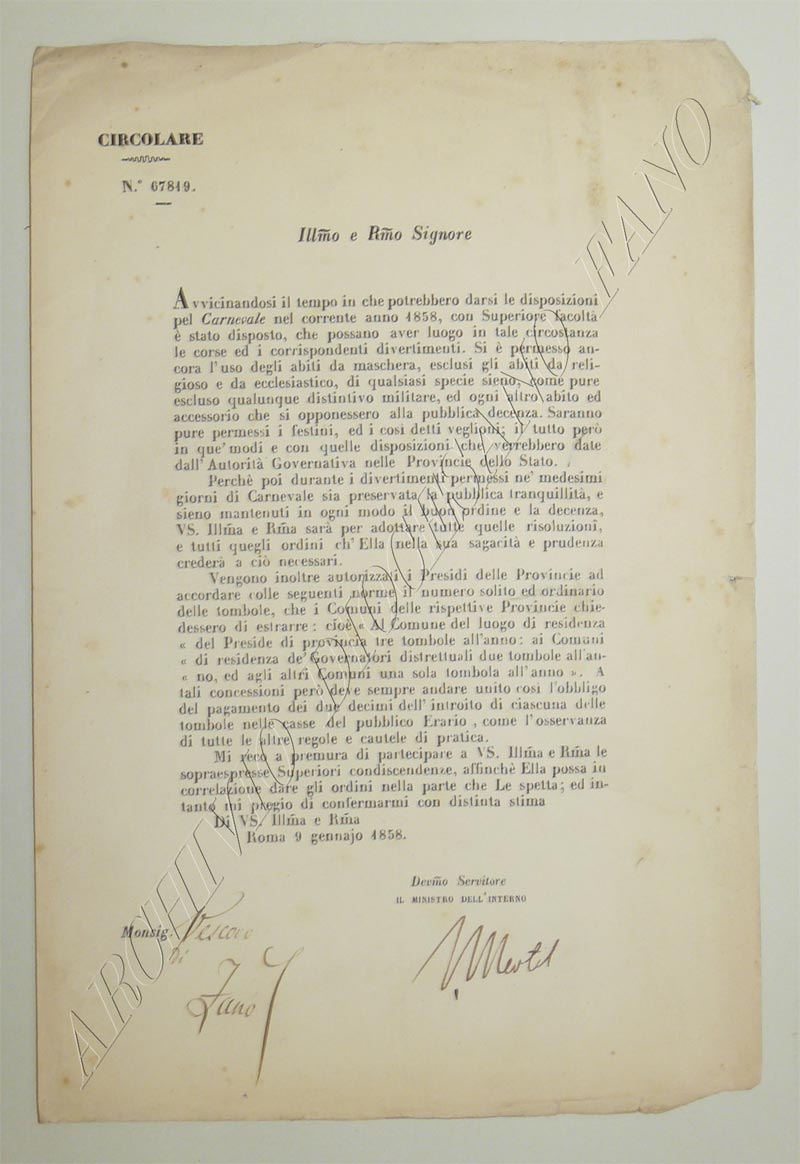 CIRCOLARE
N.° 67819.
Illm̃o e Rm̃o Signore
Avvicinandosi il tempo in che potrebbero darsi le disposizioni
pel Carnevale nel corrente anno 1858, con Superiore facoltà
è stato disposto, che possano aver luogo in tale circostanza
le corse ed i corrispondenti divertimenti. Si è permesso an-
cora l'uso degli abiti da maschera, esclusi gli abiti da reli-
gioso e da ecclesiastico, di qualsiasi specie sieno, come pure
escluso qualunque distintivo militare, ed ogni altro abito ed
accessorio che si opponessero alla pubblica decenza. Saranno
pure permessi i festini, ed i così detti veglioni; il tutto però
in que' modi e con quelle disposizioni che verrebbero date
dall'Autorità Governativa nelle Provincie dello Stato.
Perchè poi durante i divertimenti permessi ne' medesimi
giorni di Carnevale sia preservata la pubblica tranquillità, e
sieno mantenuti in ogni modo il buon ordine e la decenza,
VS. Illm̃a e Rm̃a sarà per adottare tutte quelle risoluzioni,
e tutti quegli ordini ch' Ella nella sua sagacità e prudenza
crederà a ciò necessari.
Vengono inoltre autorizzati i Presidi delle Provincie ad
accordare colle seguenti norme il numero solito ed ordinario
delle tombole, che i Comuni delle rispettive Provincie chie-
dessero di estrarre: cioè « Al Comune del luogo di residenza
« del Preside di provincia tre tombole all'anno: ai Comuni
« di residenza de' Governatori distrettuali due tombole all'an-
« no, ed agli altri Comuni una sola tombola all'anno ». A
tali concessioni però deve sempre andare unito così l'obbligo
del pagamento dei due decimi dell' introito di ciascuna delle
tombole nelle casse del pubblico Erario, come l'osservanza
di tutte le altre regole e cautele di pratica.
Mi reco a premura di partecipare a VS. Illm̃a e Rm̃a le
sopraespresse Superiori condiscendenze, affinchè Ella possa in
correlazione dare gli ordini nella parte che Le spetta; ed in-
tanto mi pregio di confermarmi con distinta stima
Di VS. Illm̃a e Rm̃a
Roma 9 gennajo 1858.
Devm̃o Servitore
IL MINISTRO DELL'INTERNO
Monsig. Vescovo
di
Fano
Mertel
FANO